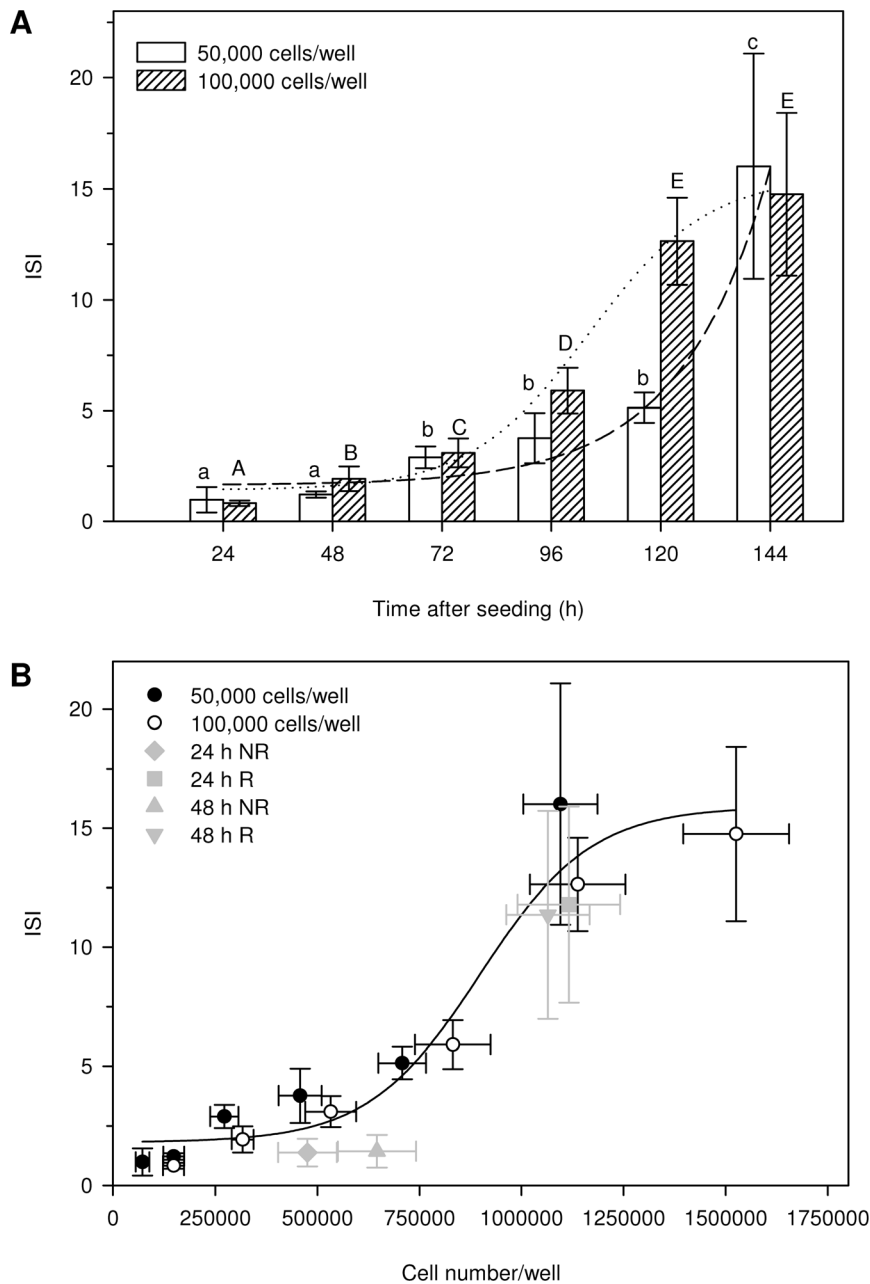 A
50,000 cells/well
100,000 cells/well
20
15
10
5
0
ISI
a
A
a
B
b
C
b
D
b
E
c
E
24
48
72
96
120
144
Time after seeding (h)
B
50,000 cells/well
100,000 cells/well
24 h NR
24 h R
48 h NR
48 h R
20
15
10
5
0
ISI
0
250000
500000
750000
1000000
1250000
1500000
1750000
Cell number/well